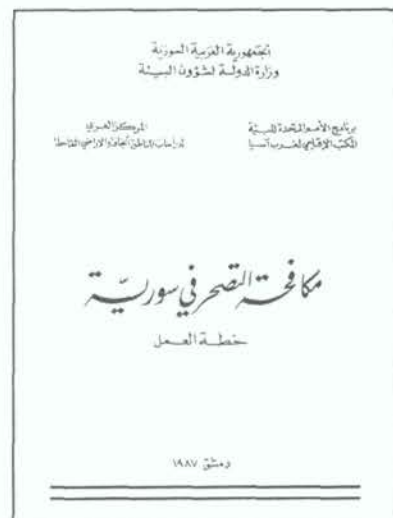 الجمهورية العربية السورية
وزارة الدولة لشؤون البيئة
برنامج الأمم المتحدة للبيئة
المكتب الإقليمي لغرب آسيا
المركز العربي
لدراسات المناطق الجافة والاراضي القاحلة
مكافحة التصحر في سورية
خطة العمل
دمشق ١٩٨٧